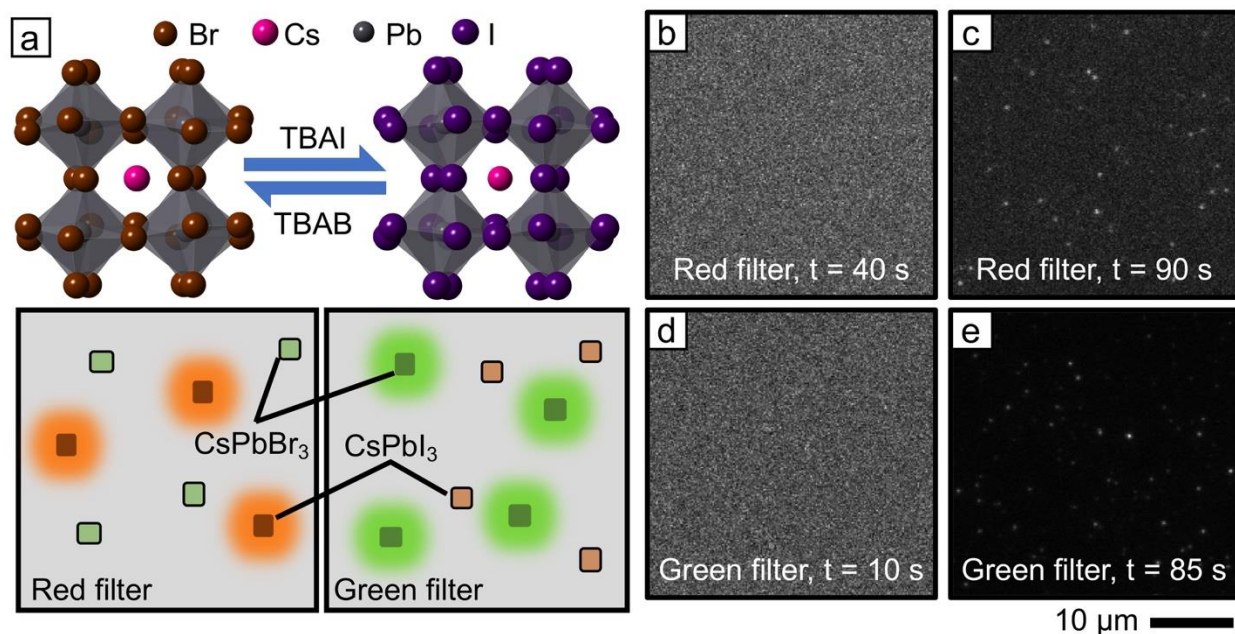 a
Br Cs Pb I
TBAI
TBAB
CsPbBr₃
CsPbI₃
Red filter
Green filter
b
Red filter, t = 40 s
c
Red filter, t = 90 s
d
Green filter, t = 10 s
e
Green filter, t = 85 s
10 µm